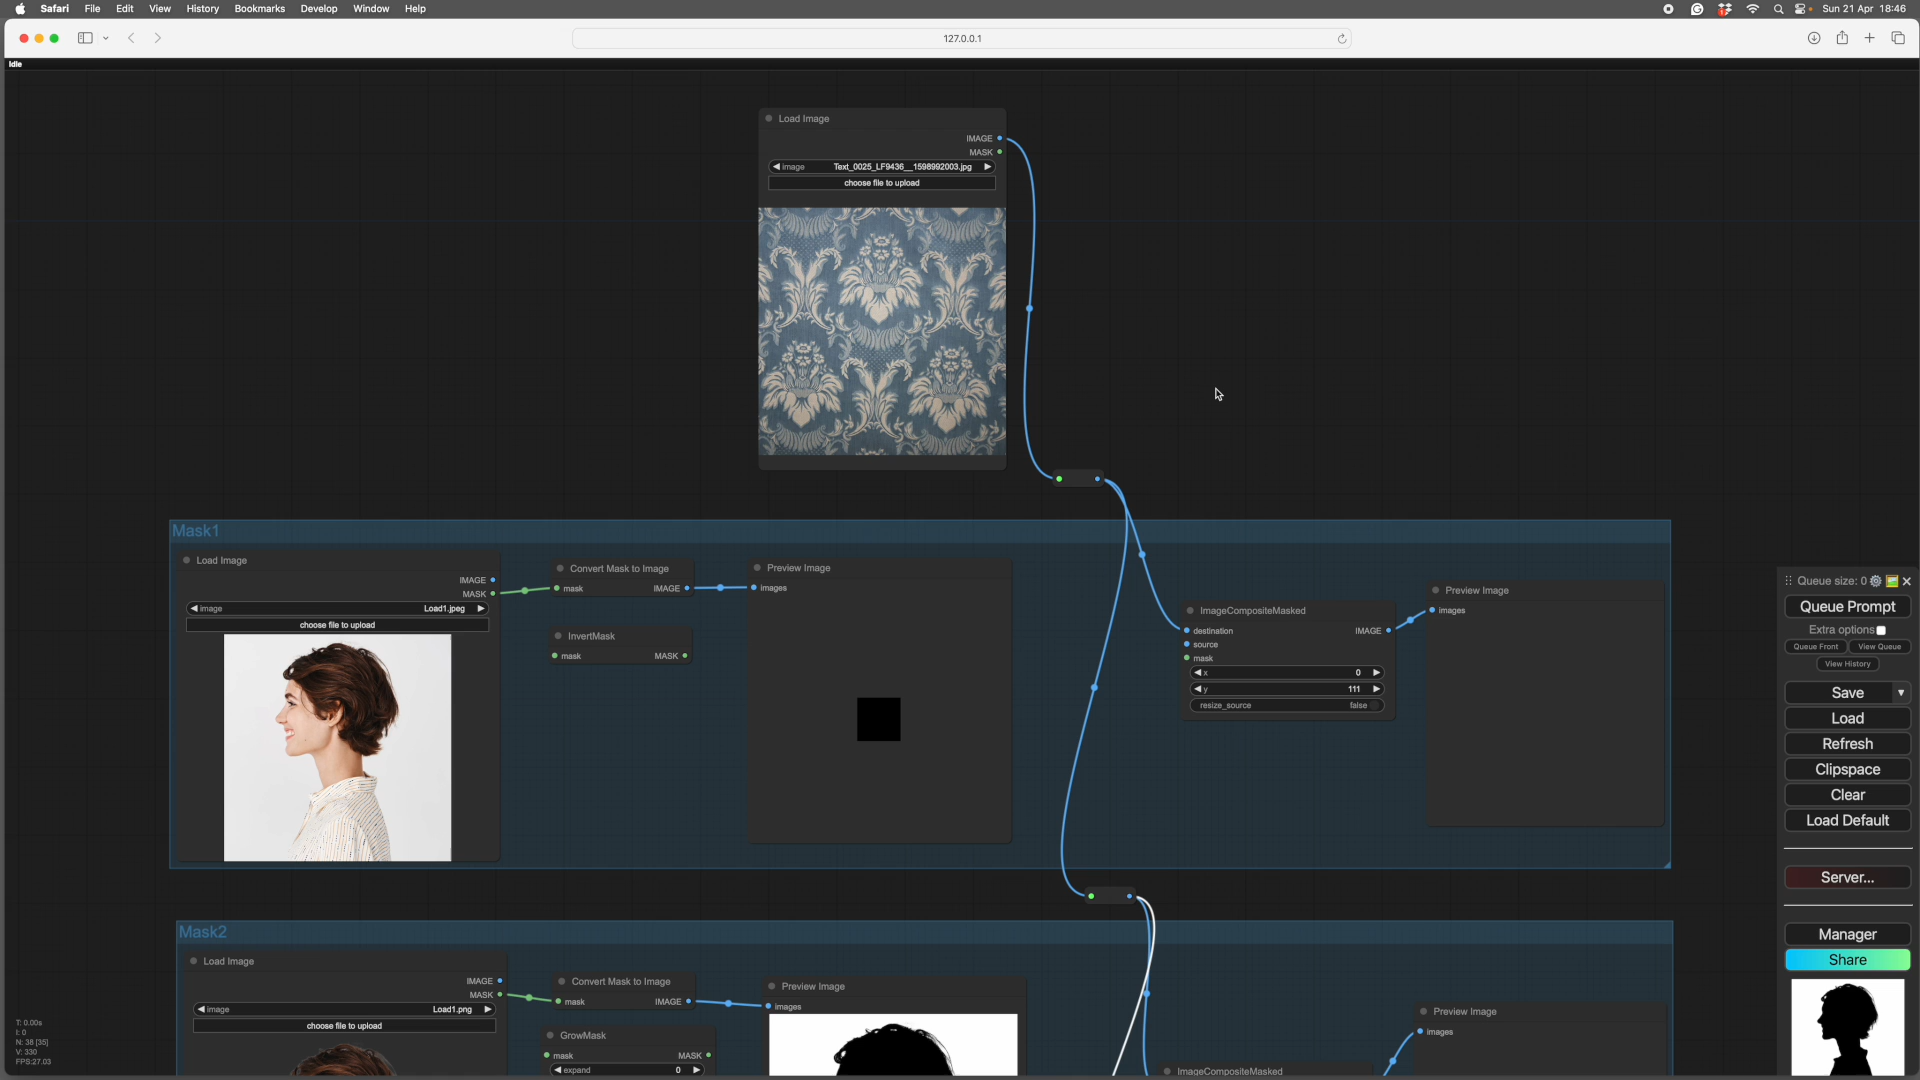 Safari File Edit View History Bookmarks Develop Window Help Sun 21 Apr 18:46
127.0.0.1
Idle
Load Image
IMAGE
MASK
image Text_0025_LF9436__1598992003.jpg
choose file to upload
Mask1
Load Image
IMAGE
MASK
image Load1.jpeg
choose file to upload
Convert Mask to Image
mask IMAGE
InvertMask
mask MASK
Preview Image
images
ImageCompositeMasked
destination IMAGE
source
mask
x 0
y 111
resize_source false
Preview Image
images
Queue size: 0
Queue Prompt
Extra options
Queue Front View Queue
View History
Save
Load
Refresh
Clipspace
Clear
Load Default
Server...
Manager
Share
Mask2
Load Image
IMAGE
MASK
image Load1.png
choose file to upload
Convert Mask to Image
mask IMAGE
GrowMask
mask MASK
expand 0
Preview Image
images
ImageCompositeMasked
Preview Image
images
T: 0.00s
I: 0
N: 38 [35]
V: 330
FPS:27.03